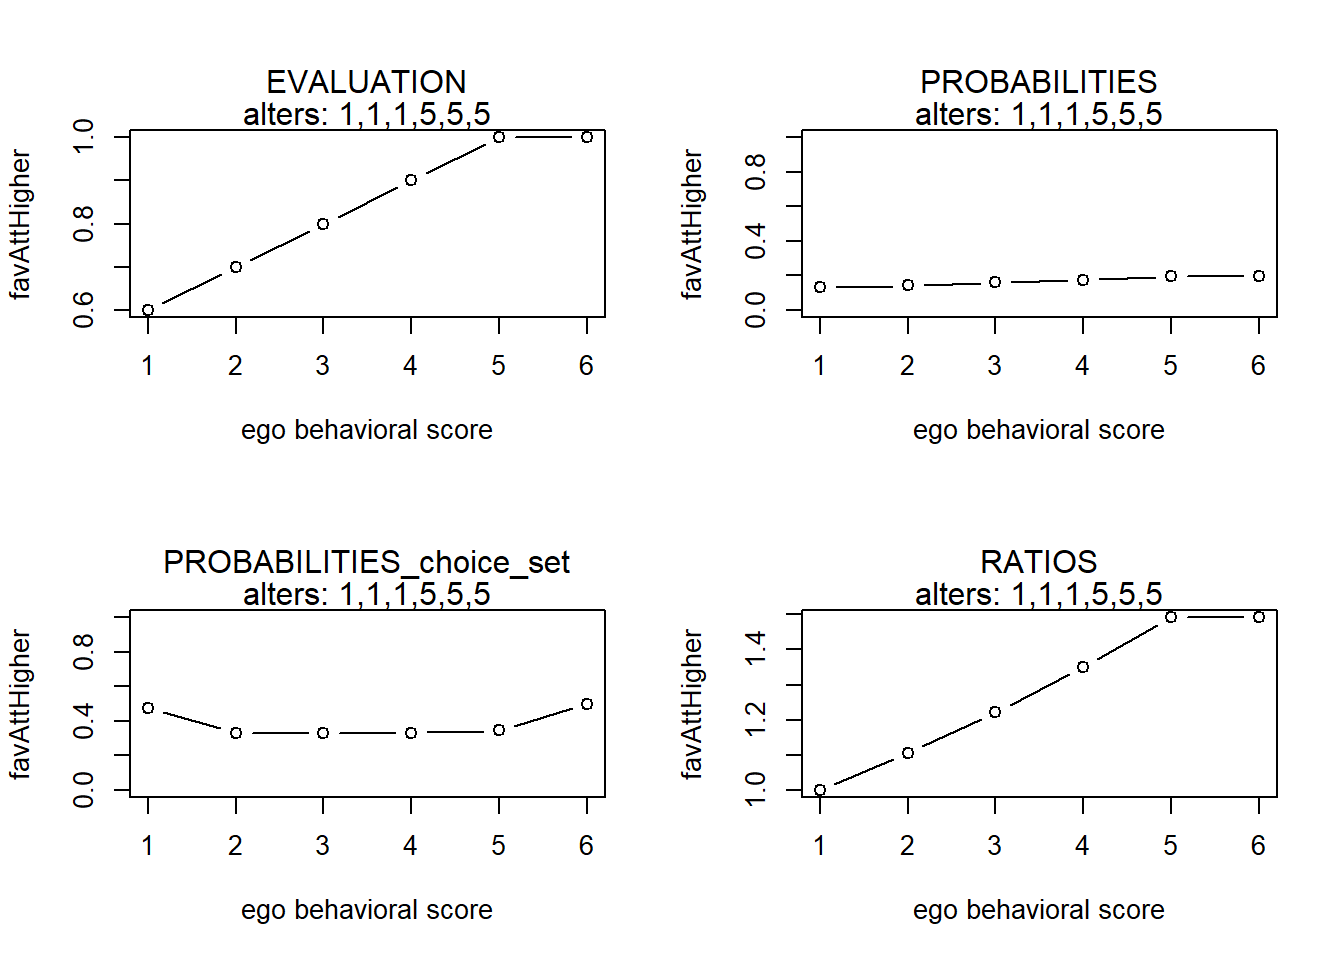 EVALUATION
alters: 1,1,1,5,5,5
favAttHigher
0.6 0.8 1.0
1 2 3 4 5 6
ego behavioral score
PROBABILITIES
alters: 1,1,1,5,5,5
favAttHigher
0.0 0.4 0.8
1 2 3 4 5 6
ego behavioral score
PROBABILITIES_choice_set
alters: 1,1,1,5,5,5
favAttHigher
0.0 0.4 0.8
1 2 3 4 5 6
ego behavioral score
RATIOS
alters: 1,1,1,5,5,5
favAttHigher
1.0 1.2 1.4
1 2 3 4 5 6
ego behavioral score